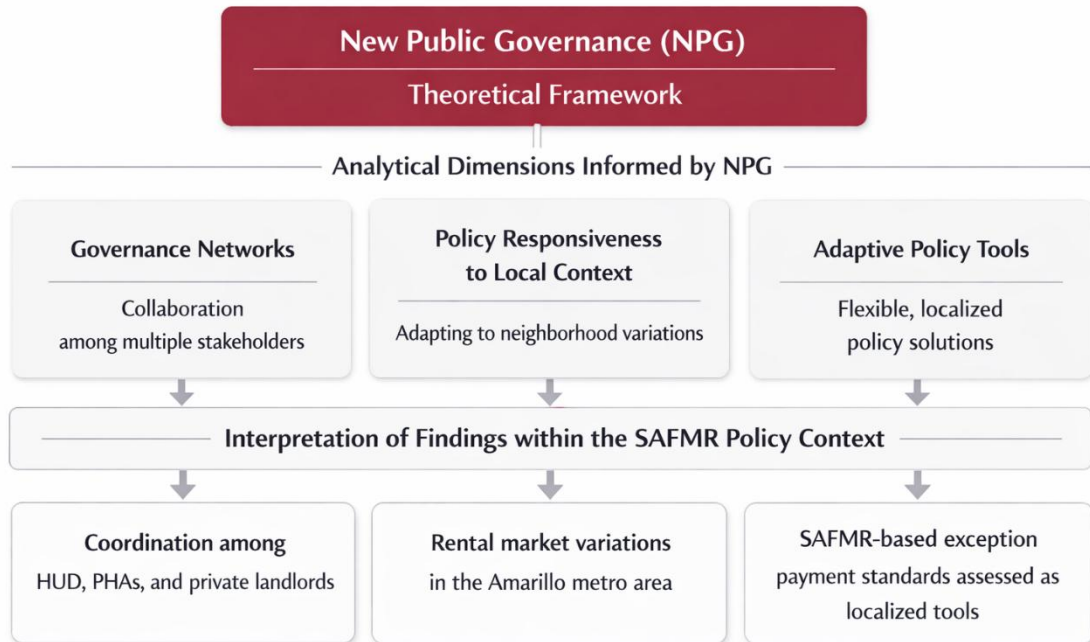 New Public Governance (NPG)
Theoretical Framework
Analytical Dimensions Informed by NPG
Governance Networks
Collaboration
among multiple stakeholders
Policy Responsiveness
to Local Context
Adapting to neighborhood variations
Adaptive Policy Tools
Flexible, localized
policy solutions
Interpretation of Findings within the SAFMR Policy Context
Coordination among
HUD, PHAs, and private landlords
Rental market variations
in the Amarillo metro area
SAFMR-based exception
payment standards assessed as
localized tools